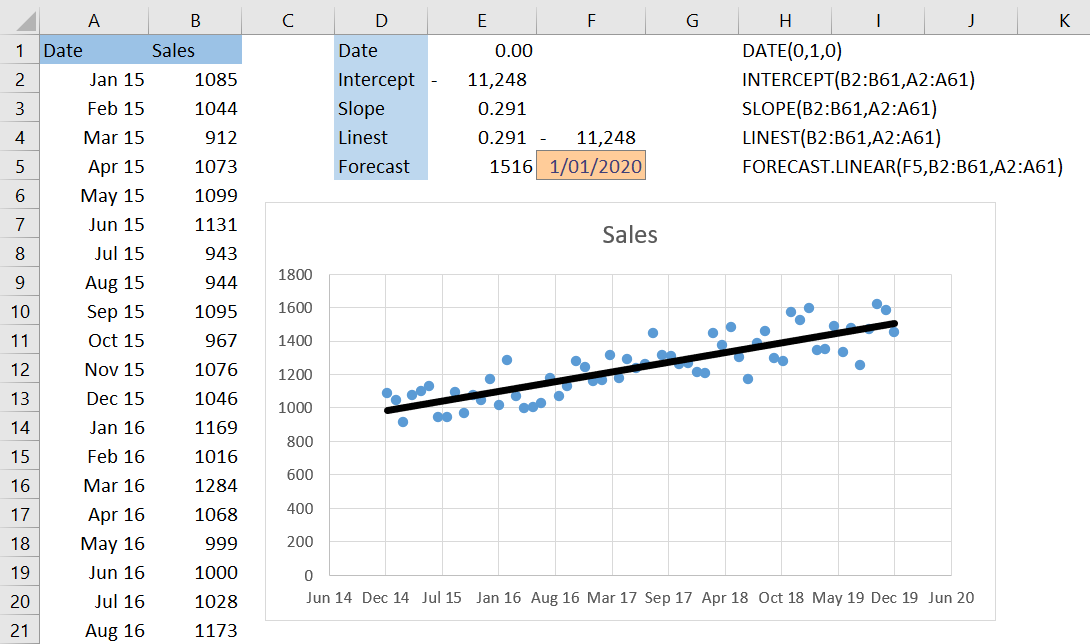 A B C D E F G H I J K
1 Date Sales Date 0.00 DATE(0,1,0)
2 Jan 15 1085 Intercept - 11,248 INTERCEPT(B2:B61,A2:A61)
3 Feb 15 1044 Slope 0.291 SLOPE(B2:B61,A2:A61)
4 Mar 15 912 Linest 0.291 - 11,248 LINEST(B2:B61,A2:A61)
5 Apr 15 1073 Forecast 1516 1/01/2020 FORECAST.LINEAR(F5,B2:B61,A2:A61)
6 May 15 1099
7 Jun 15 1131
8 Jul 15 943
9 Aug 15 944
10 Sep 15 1095
11 Oct 15 967
12 Nov 15 1076
13 Dec 15 1046
14 Jan 16 1169
15 Feb 16 1016
16 Mar 16 1284
17 Apr 16 1068
18 May 16 999
19 Jun 16 1000
20 Jul 16 1028
21 Aug 16 1173
Sales
1800
1600
1400
1200
1000
800
600
400
200
0
Jun 14 Dec 14 Jul 15 Jan 16 Aug 16 Mar 17 Sep 17 Apr 18 Oct 18 May 19 Dec 19 Jun 20